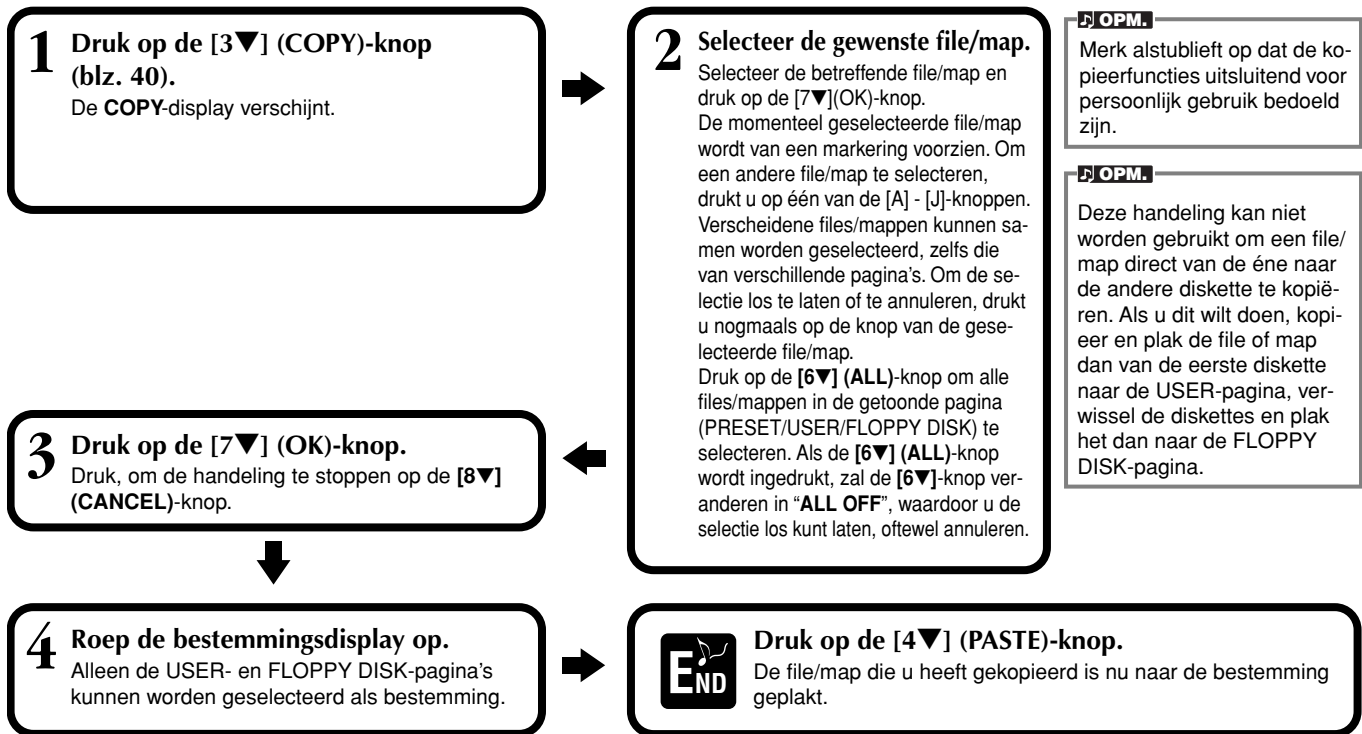 1 Druk op de [3▼] (COPY)-knop
(blz. 40).
De COPY-display verschijnt.
2 Selecteer de gewenste file/map.
Selecteer de betreffende file/map en
druk op de [7▼](OK)-knop.
De momenteel geselecteerde file/map
wordt van een markering voorzien. Om
een andere file/map te selecteren,
drukt u op één van de [A] - [J]-knoppen.
Verscheidene files/mappen kunnen sa-
men worden geselecteerd, zelfs die
van verschillende pagina's. Om de se-
lectie los te laten of te annuleren, drukt
u nogmaals op de knop van de gese-
lecteerde file/map.
Druk op de [6▼] (ALL)-knop om alle
files/mappen in de getoonde pagina
(PRESET/USER/FLOPPY DISK) te
selecteren. Als de [6▼] (ALL)-knop
wordt ingedrukt, zal de [6▼]-knop ver-
anderen in “ALL OFF”, waardoor u de
selectie los kunt laten, oftewel annuleren.
OPM.
Merk alstublieft op dat de ko-
pieerfuncties uitsluitend voor
persoonlijk gebruik bedoeld
zijn.
OPM.
Deze handeling kan niet
worden gebruikt om een file/
map direct van de éne naar
de andere diskette te kopië-
ren. Als u dit wilt doen, kopi-
eer en plak de file of map
dan van de eerste diskette
naar de USER-pagina, ver-
wissel de diskettes en plak
het dan naar de FLOPPY
DISK-pagina.
3 Druk op de [7▼] (OK)-knop.
Druk, om de handeling te stoppen op de [8▼]
(CANCEL)-knop.
4 Roep de bestemmingsdisplay op.
Alleen de USER- en FLOPPY DISK-pagina's
kunnen worden geselecteerd als bestemming.
END Druk op de [4▼] (PASTE)-knop.
De file/map die u heeft gekopieerd is nu naar de bestemming
geplakt.